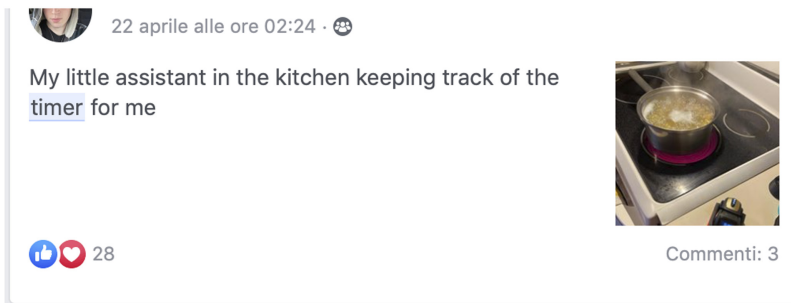 22 aprile alle ore 02:24 ·
My little assistant in the kitchen keeping track of the
timer for me
28
Commenti: 3